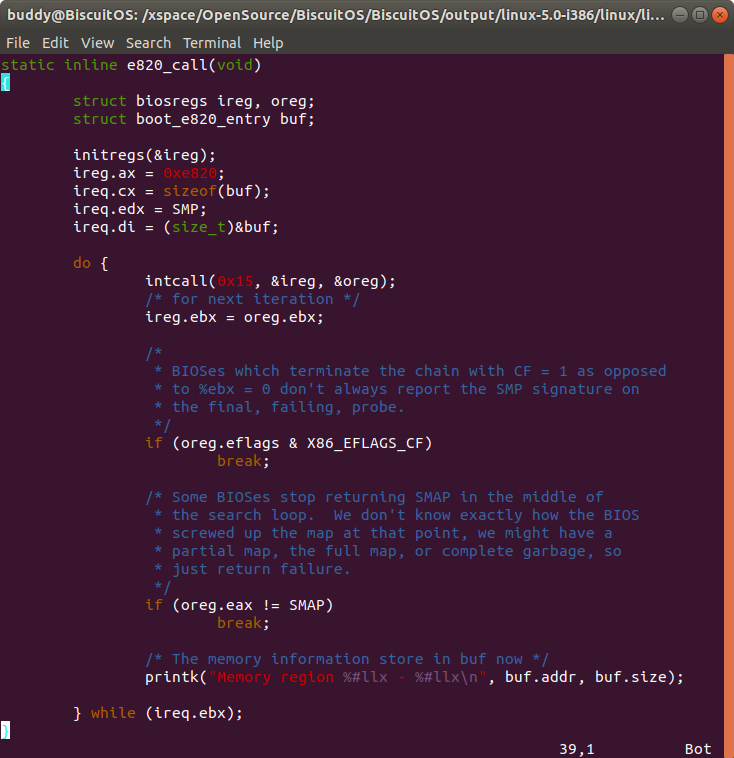 buddy@BiscuitOS: /xspace/OpenSource/BiscuitOS/BiscuitOS/output/linux-5.0-i386/linux/li...
File Edit View Search Terminal Help
static inline e820_call(void)
{
        struct biosregs ireg, oreg;
        struct boot_e820_entry buf;

        initregs(&ireg);
        ireg.ax = 0xe820;
        ireq.cx = sizeof(buf);
        ireq.edx = SMP;
        ireq.di = (size_t)&buf;

        do {
                intcall(0x15, &ireg, &oreg);
                /* for next iteration */
                ireg.ebx = oreg.ebx;

                /*
                 * BIOSes which terminate the chain with CF = 1 as opposed
                 * to %ebx = 0 don't always report the SMP signature on
                 * the final, failing, probe.
                 */
                if (oreg.eflags & X86_EFLAGS_CF)
                        break;

                /* Some BIOSes stop returning SMAP in the middle of
                 * the search loop.  We don't know exactly how the BIOS
                 * screwed up the map at that point, we might have a
                 * partial map, the full map, or complete garbage, so
                 * just return failure.
                 */
                if (oreg.eax != SMAP)
                        break;

                /* The memory information store in buf now */
                printk("Memory region %#llx - %#llx\n", buf.addr, buf.size);

        } while (ireq.ebx);
}
39,1 Bot